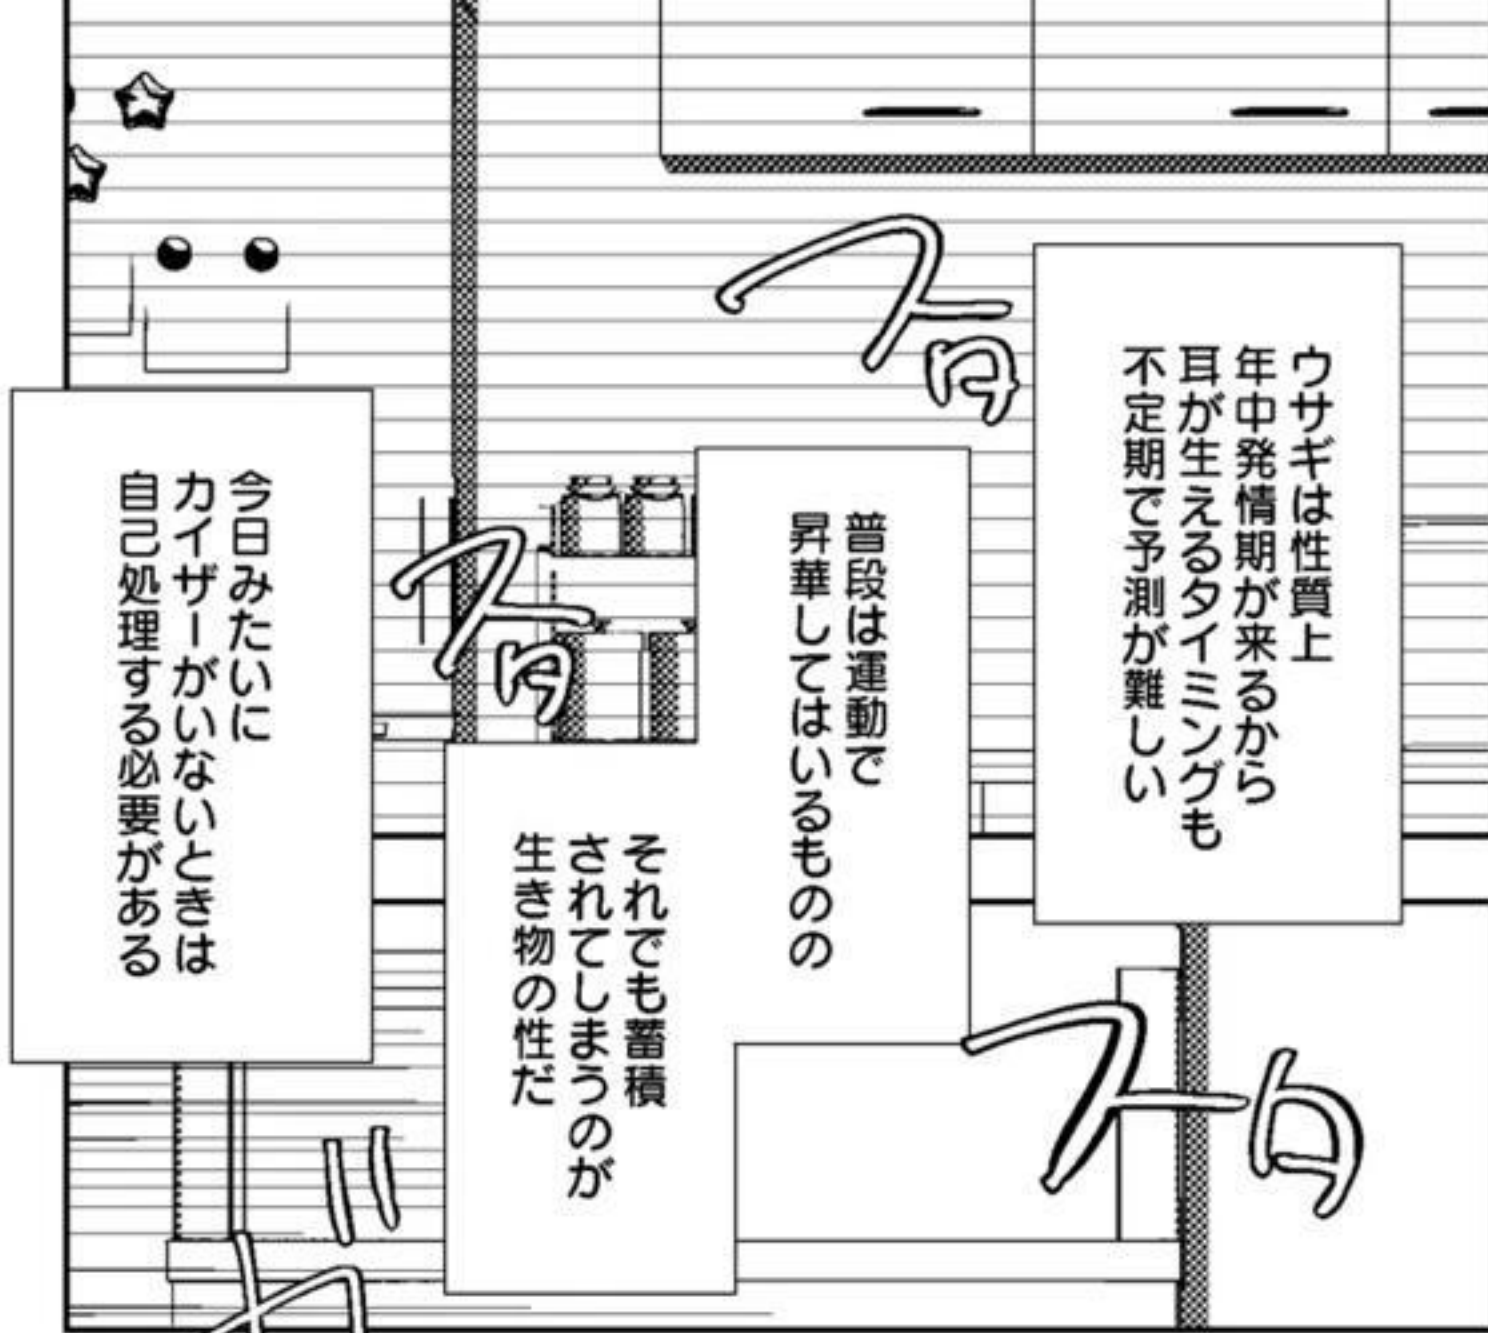 ウサギは性質上
年中発情期が来るから
耳が生えるタイミングも
不定期で予測が難しい
普段は運動で
昇華してはいるものの
それでも蓄積
されてしまうのが
生き物の性だ
今日みたいに
カイザーがいないときは
自己処理する必要がある
スタ
スタ
スタ